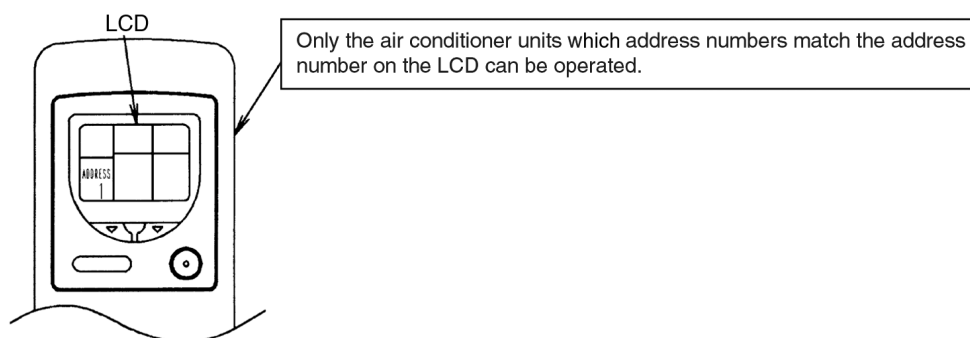 LCD
Only the air conditioner units which address numbers match the address
number on the LCD can be operated.
ADDRESS
1